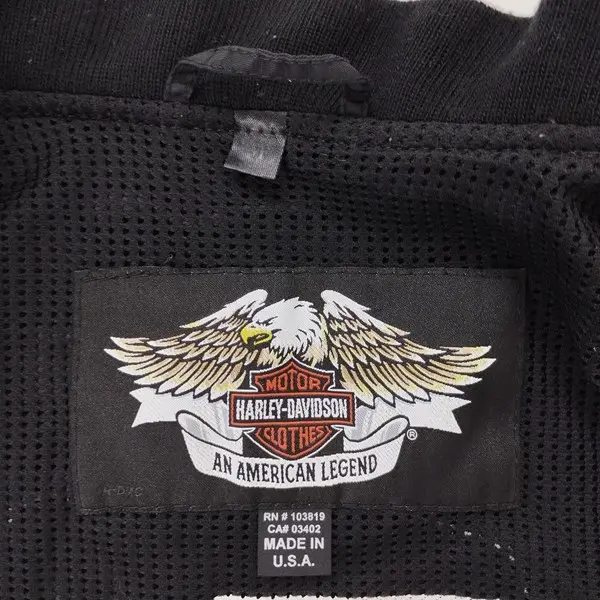 MOTOR
HARLEY-DAVIDSON
CLOTHES
®
AN AMERICAN LEGEND
RN # 103819
CA# 03402
MADE IN
U.S.A.